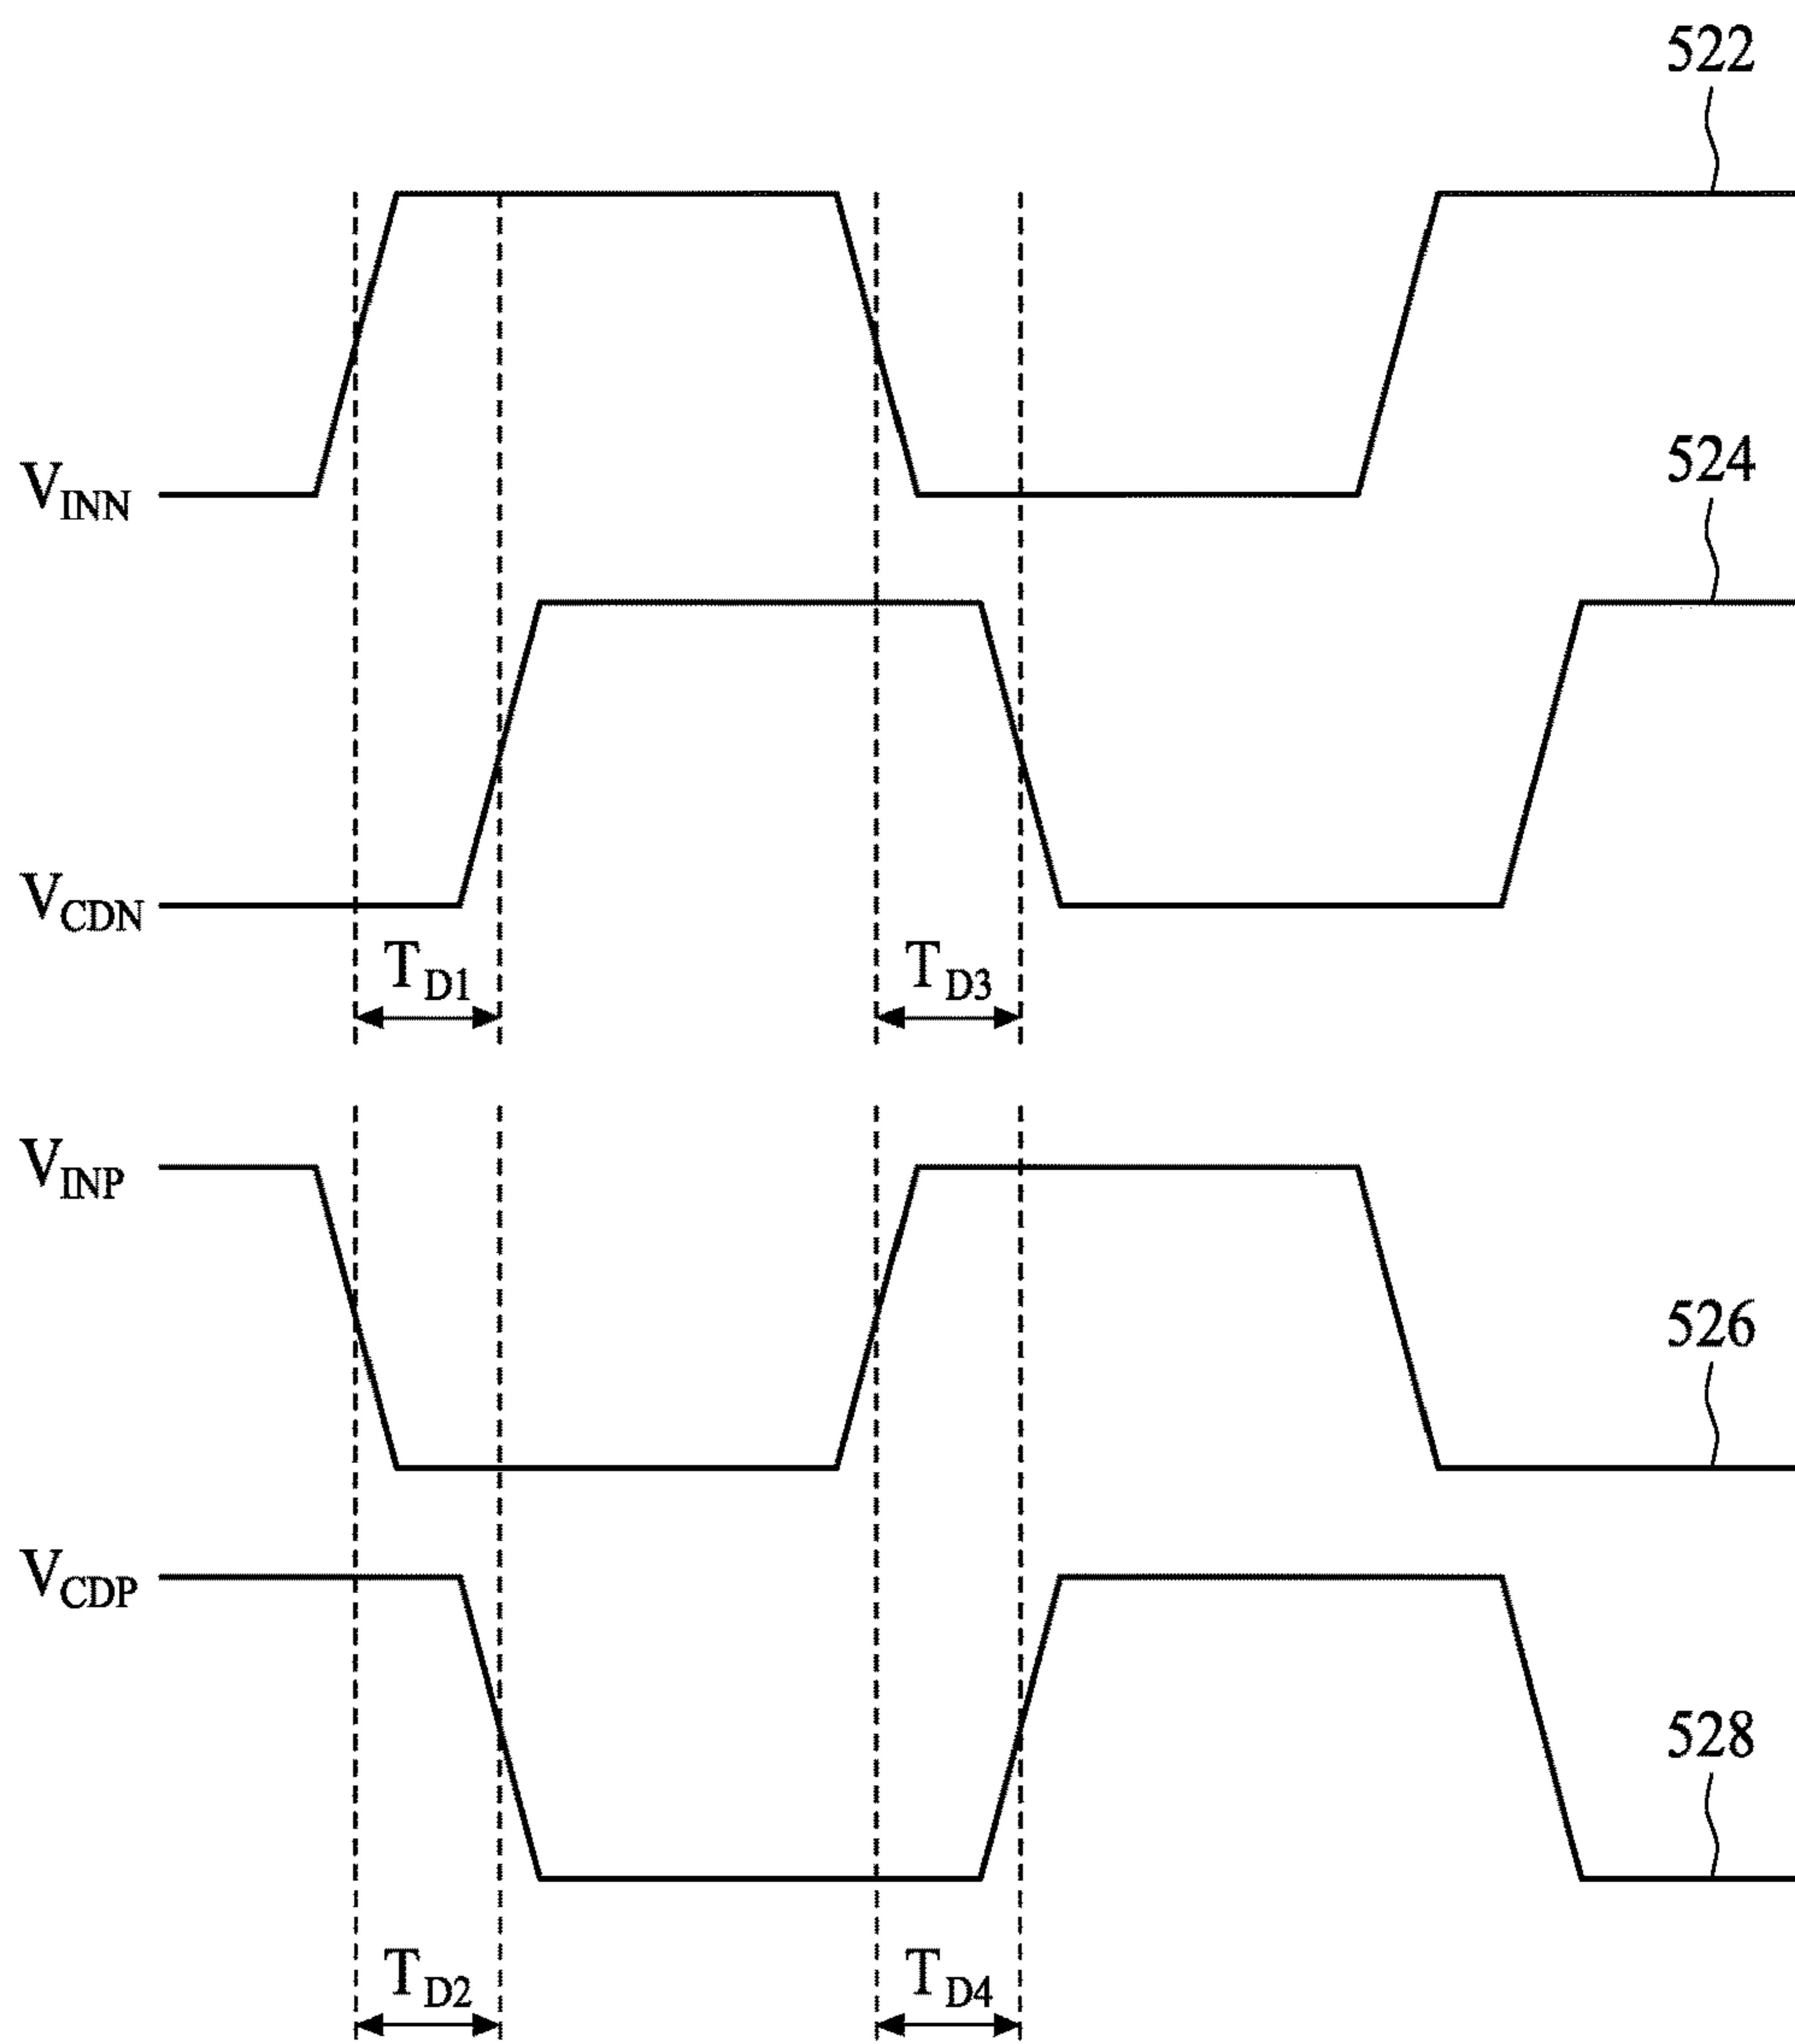 522
V_INN
524
V_CDN
T_D1 T_D3
V_INP
526
V_CDP
528
T_D2 T_D4